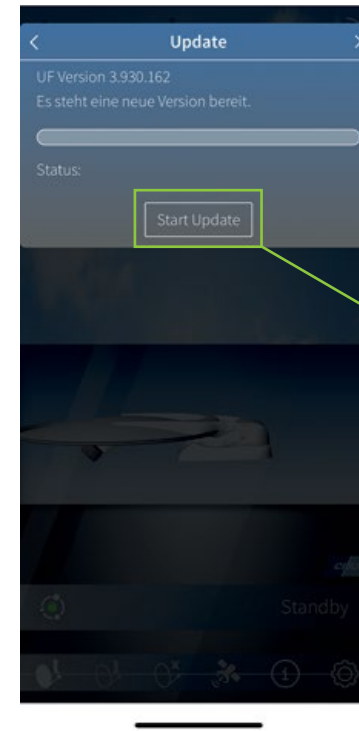 Update
UF Version 3.930.162
Es steht eine neue Version bereit.
Status:
Start Update
Standby